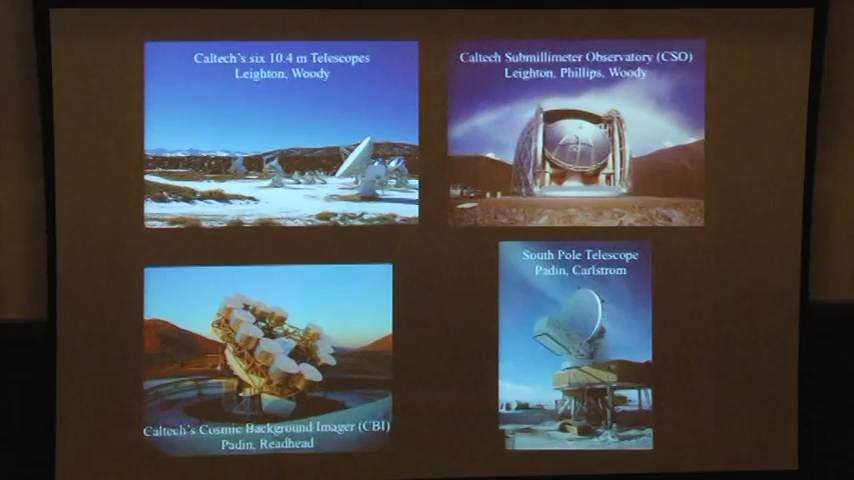 Caltech's six 10.4 m Telescopes
Leighton, Woody
Caltech Submillimeter Observatory (CSO)
Leighton, Phillips, Woody
South Pole Telescope
Padin, Carlstrom
Caltech's Cosmic Background Imager (CBI)
Padin, Readhead